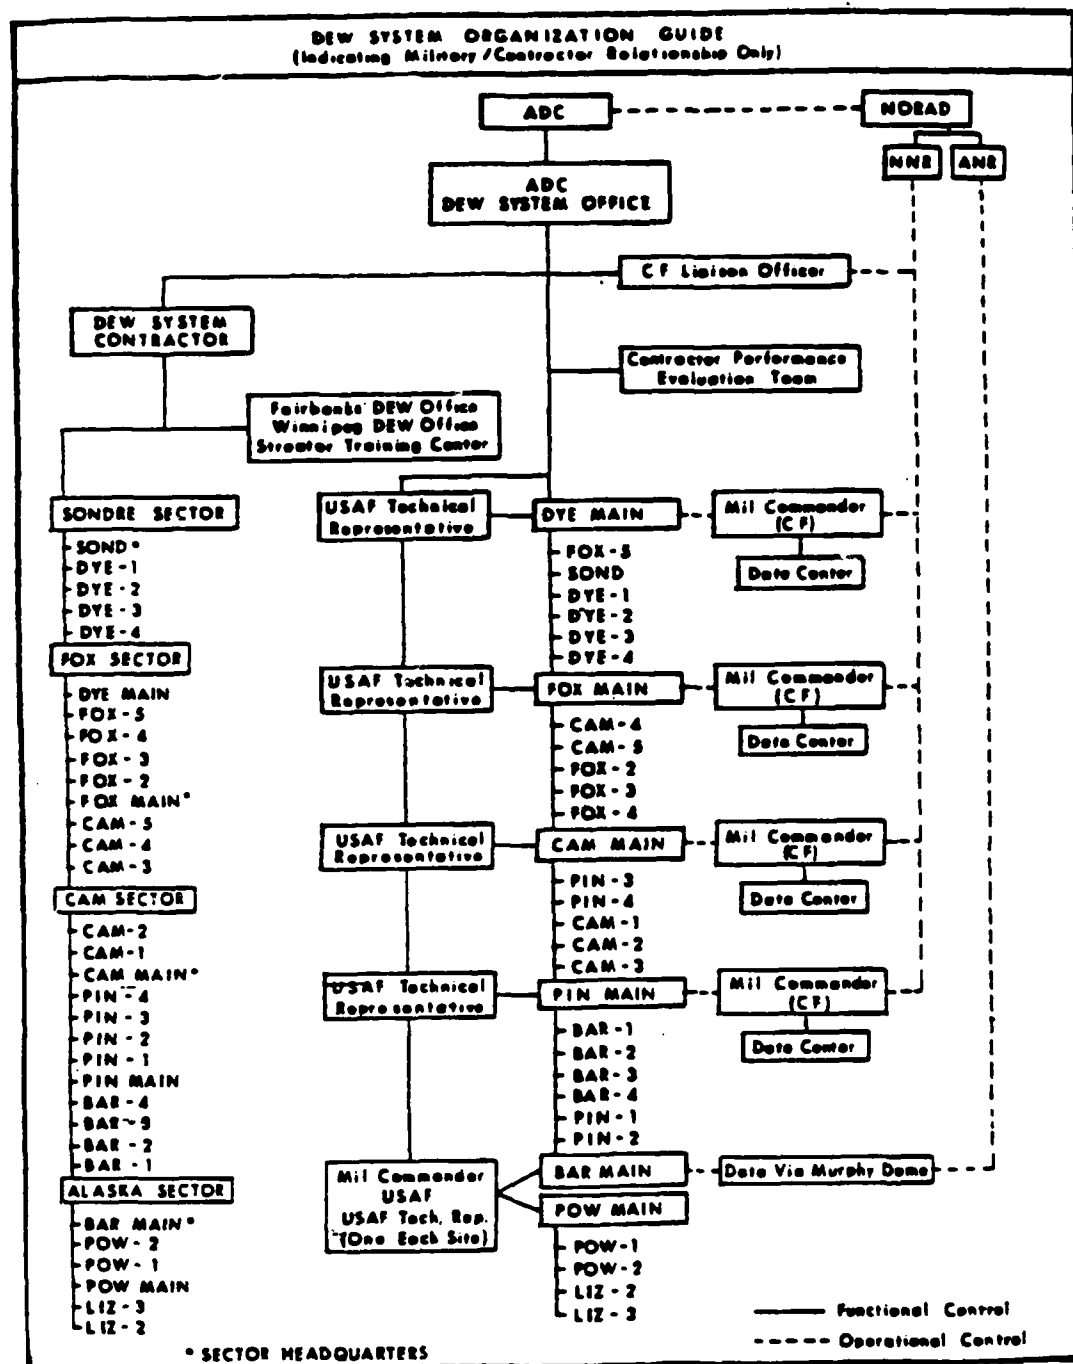 DEW SYSTEM ORGANIZATION GUIDE
(Indicating Military/Contractor Relationship Only)
ADC
NORAD
NNR
ANR
ADC
DEW SYSTEM OFFICE
CF Liaison Officer
DEW SYSTEM
CONTRACTOR
Contractor Performance
Evaluation Team
Fairbanks DEW Office
Winnipeg DEW Office
Streator Training Center
SONDRE SECTOR
SOND*
DYE-1
DYE-2
DYE-3
DYE-4
FOX SECTOR
DYE MAIN
FOX-5
FOX-4
FOX-3
FOX-2
FOX MAIN*
CAM-5
CAM-4
CAM-3
CAM SECTOR
CAM-2
CAM-1
CAM MAIN*
PIN-4
PIN-3
PIN-2
PIN-1
PIN MAIN
BAR-4
BAR-3
BAR-2
BAR-1
ALASKA SECTOR
BAR MAIN*
POW-2
POW-1
POW MAIN
LIZ-3
LIZ-2
USAF Technical
Representative
DYE MAIN
Mil Commander
(CF)
Data Center
FOX-5
SOND
DYE-1
DYE-2
DYE-3
DYE-4
USAF Technical
Representative
FOX MAIN
Mil Commander
(CF)
Data Center
CAM-4
CAM-5
FOX-2
FOX-3
FOX-4
USAF Technical
Representative
CAM MAIN
Mil Commander
(CF)
Data Center
PIN-3
PIN-4
CAM-1
CAM-2
CAM-3
USAF Technical
Representative
PIN MAIN
Mil Commander
(CF)
Data Center
BAR-1
BAR-2
BAR-3
BAR-4
PIN-1
PIN-2
Mil Commander
USAF
USAF Tech. Rep.
(One Each Site)
BAR MAIN
Data Via Murphy Dome
POW MAIN
POW-1
POW-2
LIZ-2
LIZ-3
Functional Control
Operational Control
* SECTOR HEADQUARTERS